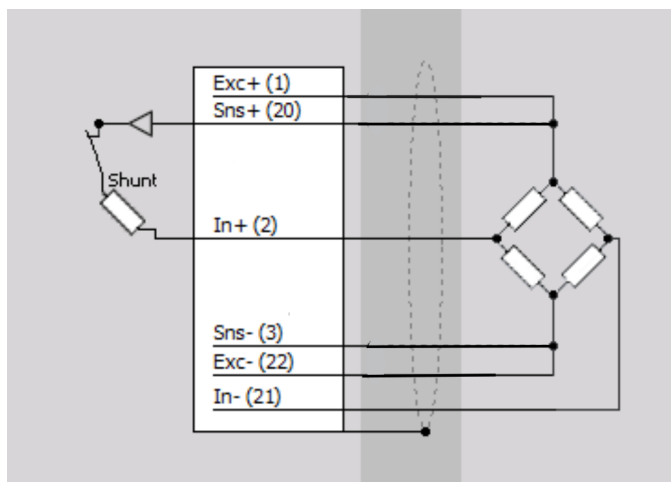 Exc+ (1)
Sns+ (20)
Shunt
In+ (2)
Sns- (3)
Exc- (22)
In- (21)